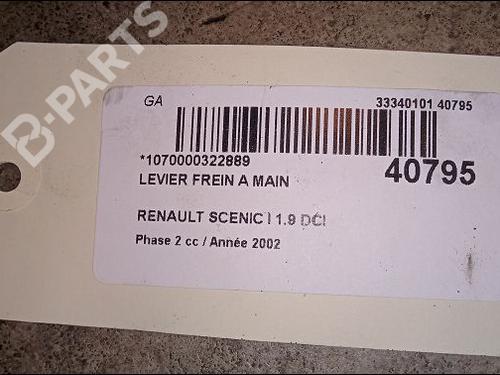 B-PARTS
GA
33340101 40795
*1070000322889
40795
LEVIER FREIN A MAIN
RENAULT SCENIC I 1.9 DCI
Phase 2 cc / Année 2002